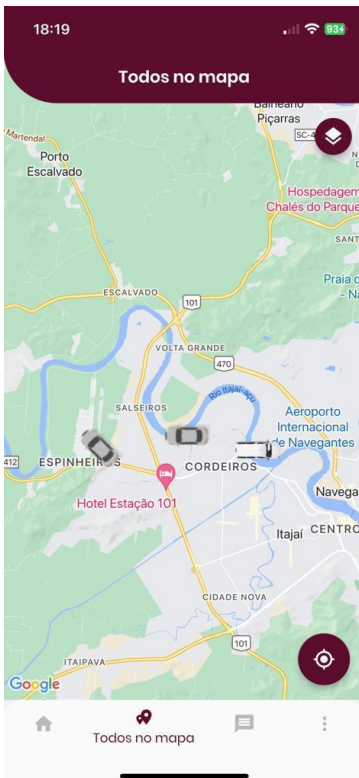 18:19
93
Todos no mapa
Balneário
Piçarras
SC-4
Martendal
Porto
Escalvado
Hospedagem
Chalés do Parque
SANT
Praia d
- Na
ESCALVADO
101
VOLTA GRANDE
470
Rio Itajaí-açu
SALSEIROS
Aeroporto
Internacional
de Navegantes
412
ESPINHEIROS
CORDEIROS
Navega
Hotel Estação 101
Itajaí
CENTRO
CIDADE NOVA
101
ITAIPAVA
Google
Todos no mapa